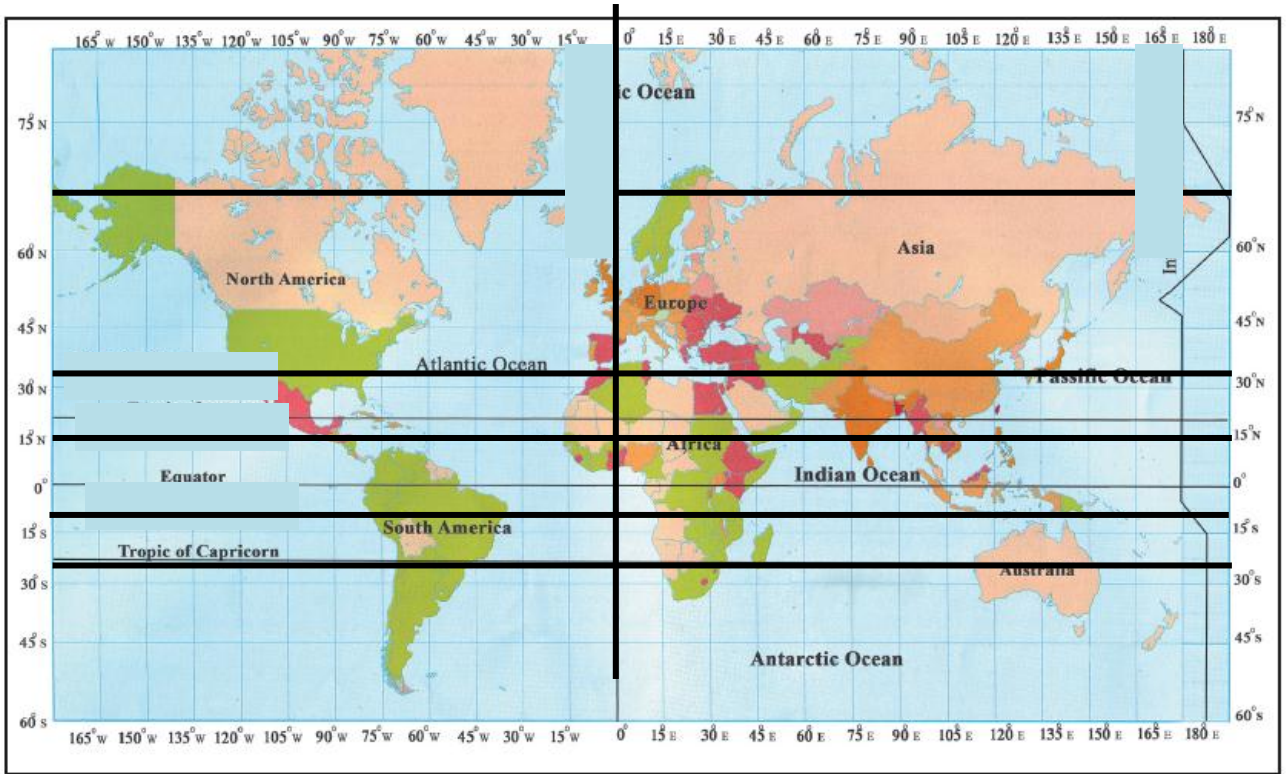 165°W 150°W 135°W 120°W 105°W 90°W 75°W 60°W 45°W 30°W 15°W 0° 15°E 30°E 45°E 60°E 75°E 90°E 105°E 120°E 135°E 150°E 165°E 180°E
ic Ocean
75°N 75°N
60°N Asia 60°N
North America In
Europe
45°N 45°N
Atlantic Ocean
30°N Passific Ocean 30°N
15°N Africa 15°N
Equator Indian Ocean
0° 0°
15°S South America 15°S
Tropic of Capricorn
Australia
30°S 30°S
45°S 45°S
Antarctic Ocean
60°S 60°S
165°W 150°W 135°W 120°W 105°W 90°W 75°W 60°W 45°W 30°W 15°W 0° 15°E 30°E 45°E 60°E 75°E 90°E 105°E 120°E 135°E 150°E 165°E 180°E